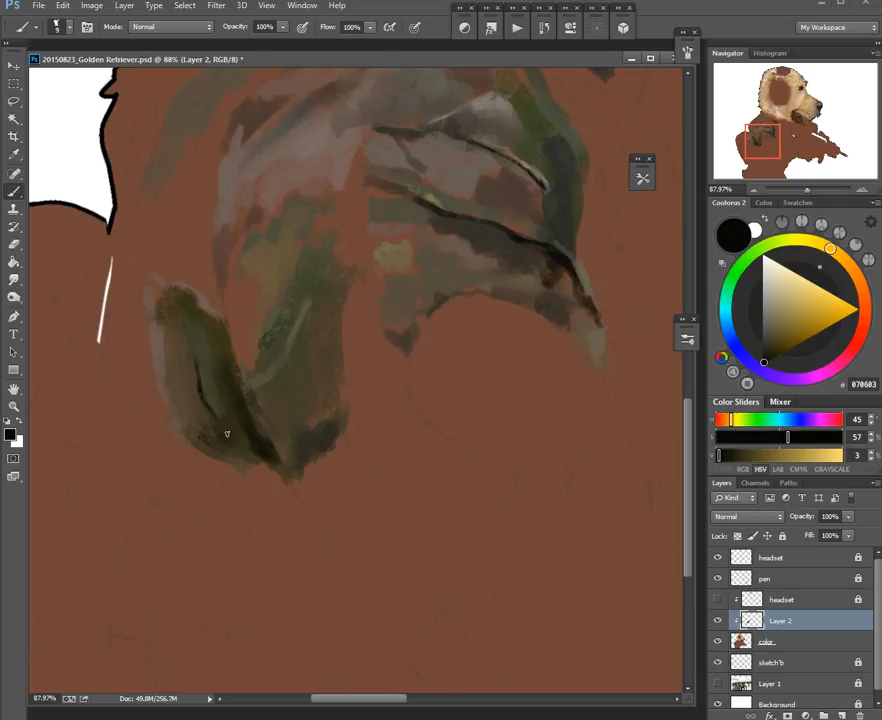 Ps File Edit Image Layer Type Select Filter 3D View Window Help
9 Mode: Normal Opacity: 100% Flow: 100% My Workspace
20150823_Golden Retriever.psd @ 88% (Layer 2, RGB/8) *
Navigator Histogram
87.97%
Coolorus 2 Color Swatches
# 070603
Color Sliders Mixer
H 45
S 57
V 3
RGB HSV LAB CMYK GRAYSCALE
Layers Channels Paths
Kind
Normal Opacity: 100%
Lock: Fill: 100%
headset
pen
headset
Layer 2
color
sketch'b
Layer 1
Background
87.97% Doc: 49.8M/256.7M